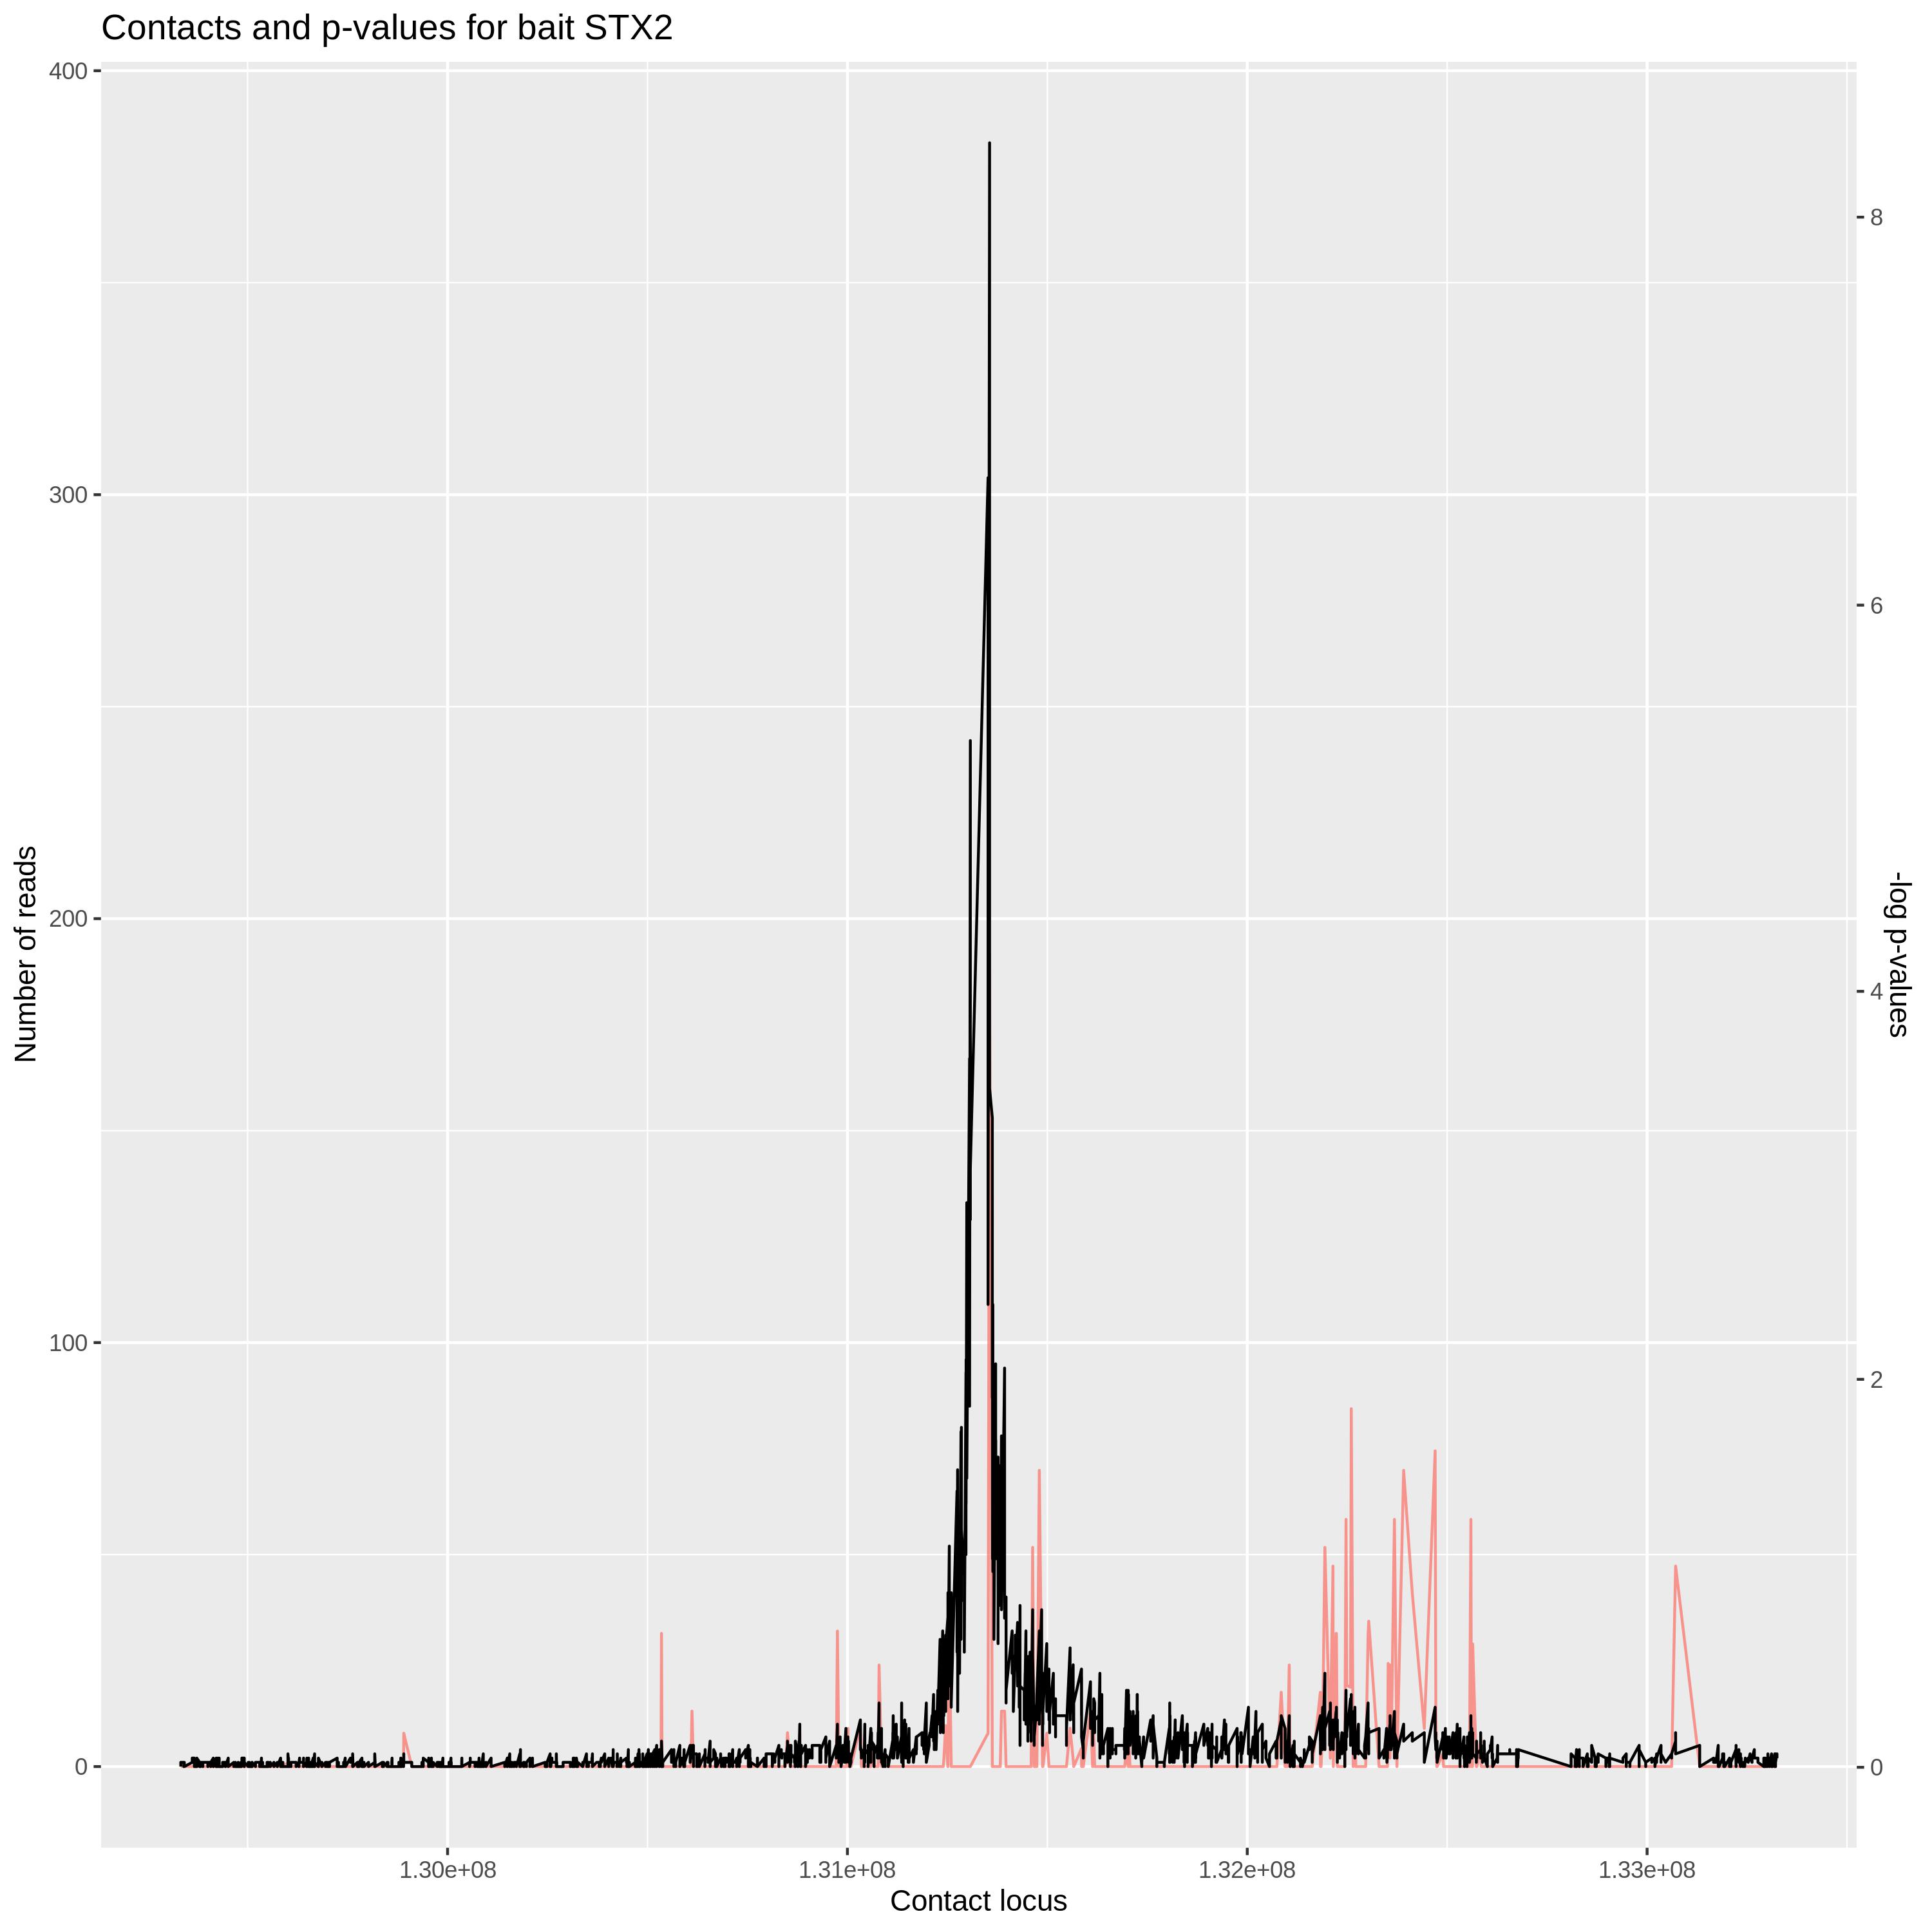 Contacts and p-values for bait STX2
400
300
200
100
0
Number of reads
8
6
4
2
0
-log p-values
1.30e+08
1.31e+08
1.32e+08
1.33e+08
Contact locus